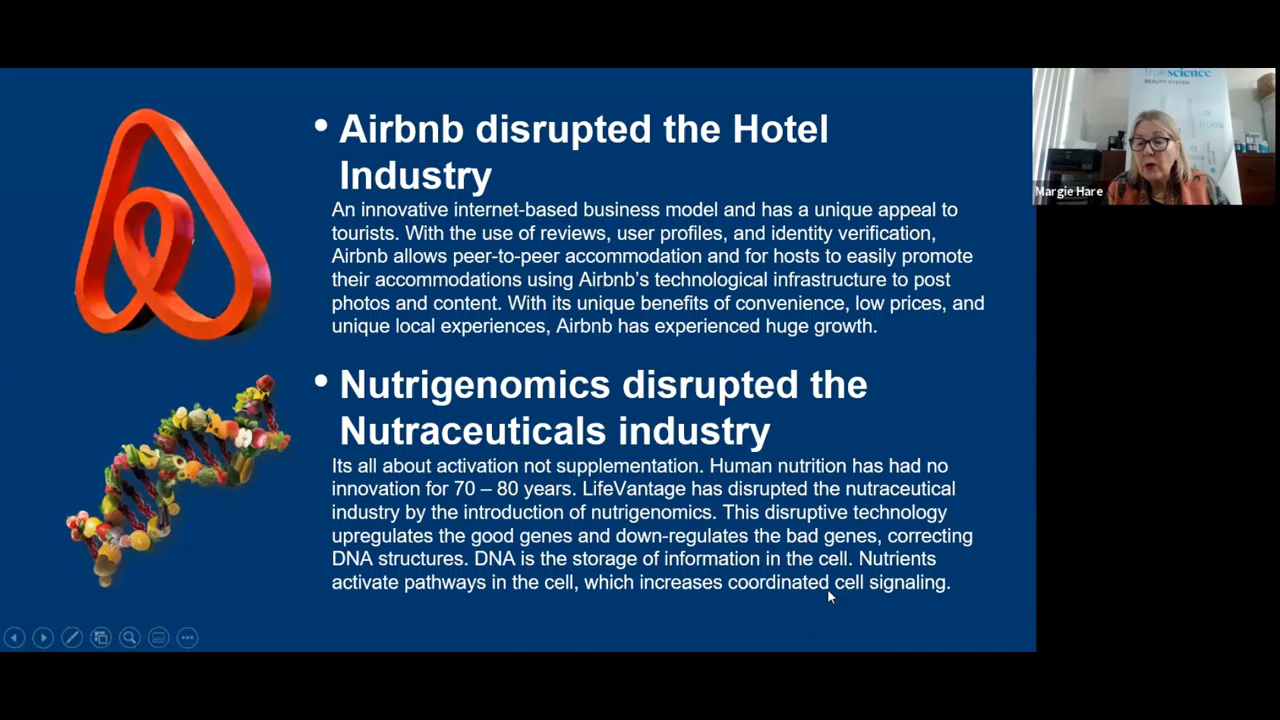 • Airbnb disrupted the Hotel
Industry
An innovative internet-based business model and has a unique appeal to
tourists. With the use of reviews, user profiles, and identity verification,
Airbnb allows peer-to-peer accommodation and for hosts to easily promote
their accommodations using Airbnb’s technological infrastructure to post
photos and content. With its unique benefits of convenience, low prices, and
unique local experiences, Airbnb has experienced huge growth.
• Nutrigenomics disrupted the
Nutraceuticals industry
Its all about activation not supplementation. Human nutrition has had no
innovation for 70 – 80 years. LifeVantage has disrupted the nutraceutical
industry by the introduction of nutrigenomics. This disruptive technology
upregulates the good genes and down-regulates the bad genes, correcting
DNA structures. DNA is the storage of information in the cell. Nutrients
activate pathways in the cell, which increases coordinated cell signaling.
truescience
BEAUTY SYSTEM
Margie Hare